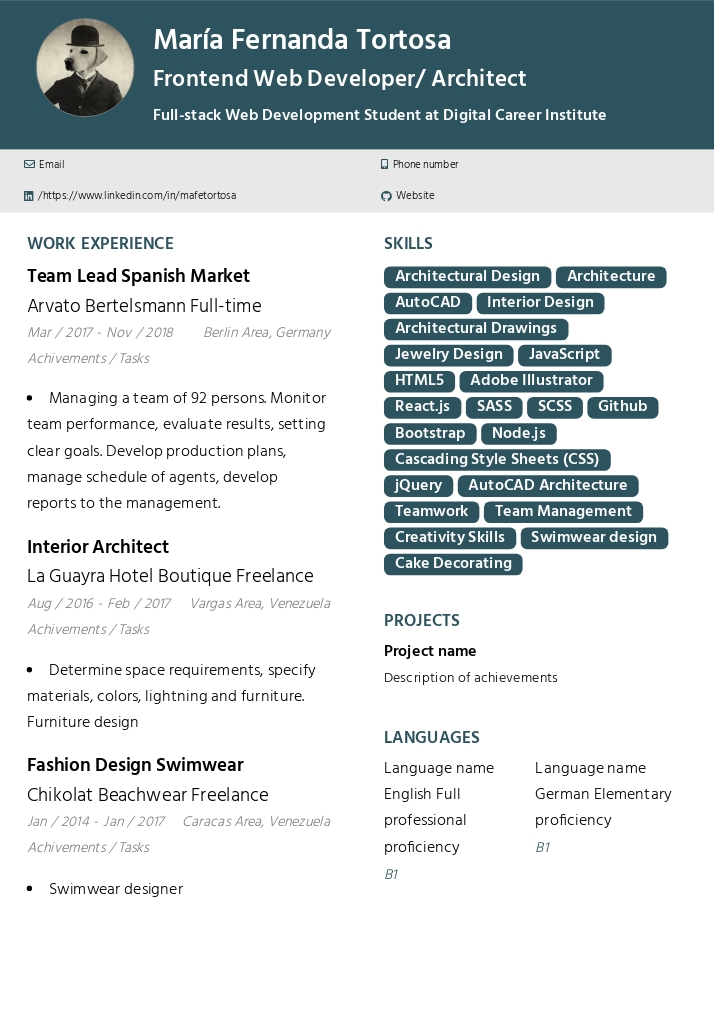 María Fernanda Tortosa
Frontend Web Developer/ Architect
Full-stack Web Development Student at Digital Career Institute
Email
Phone number
/https://www.linkedin.com/in/mafetortosa
Website
WORK EXPERIENCE
Team Lead Spanish Market
Arvato Bertelsmann Full-time
Mar / 2017 - Nov / 2018 Berlin Area, Germany
Achivements / Tasks
• Managing a team of 92 persons. Monitor
team performance, evaluate results, setting
clear goals. Develop production plans,
manage schedule of agents, develop
reports to the management.
Interior Architect
La Guayra Hotel Boutique Freelance
Aug / 2016 - Feb / 2017 Vargas Area, Venezuela
Achivements / Tasks
• Determine space requirements, specify
materials, colors, lightning and furniture.
Furniture design
Fashion Design Swimwear
Chikolat Beachwear Freelance
Jan / 2014 - Jan / 2017 Caracas Area, Venezuela
Achivements / Tasks
• Swimwear designer
SKILLS
Architectural Design Architecture
AutoCAD Interior Design
Architectural Drawings
Jewelry Design JavaScript
HTML5 Adobe Illustrator
React.js SASS SCSS Github
Bootstrap Node.js
Cascading Style Sheets (CSS)
jQuery AutoCAD Architecture
Teamwork Team Management
Creativity Skills Swimwear design
Cake Decorating
PROJECTS
Project name
Description of achievements
LANGUAGES
Language name
English Full
professional
proficiency
B1
Language name
German Elementary
proficiency
B1